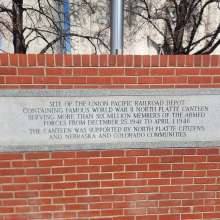 SITE OF THE UNION PACIFIC RAILROAD DEPOT
CONTAINING FAMOUS WORLD WAR II NORTH PLATTE CANTEEN
SERVING MORE THAN SIX MILLION MEMBERS OF THE ARMED
FORCES FROM DECEMBER 25, 1941 TO APRIL 1, 1946
THE CANTEEN WAS SUPPORTED BY NORTH PLATTE CITIZENS
AND NEBRASKA AND COLORADO COMMUNITIES